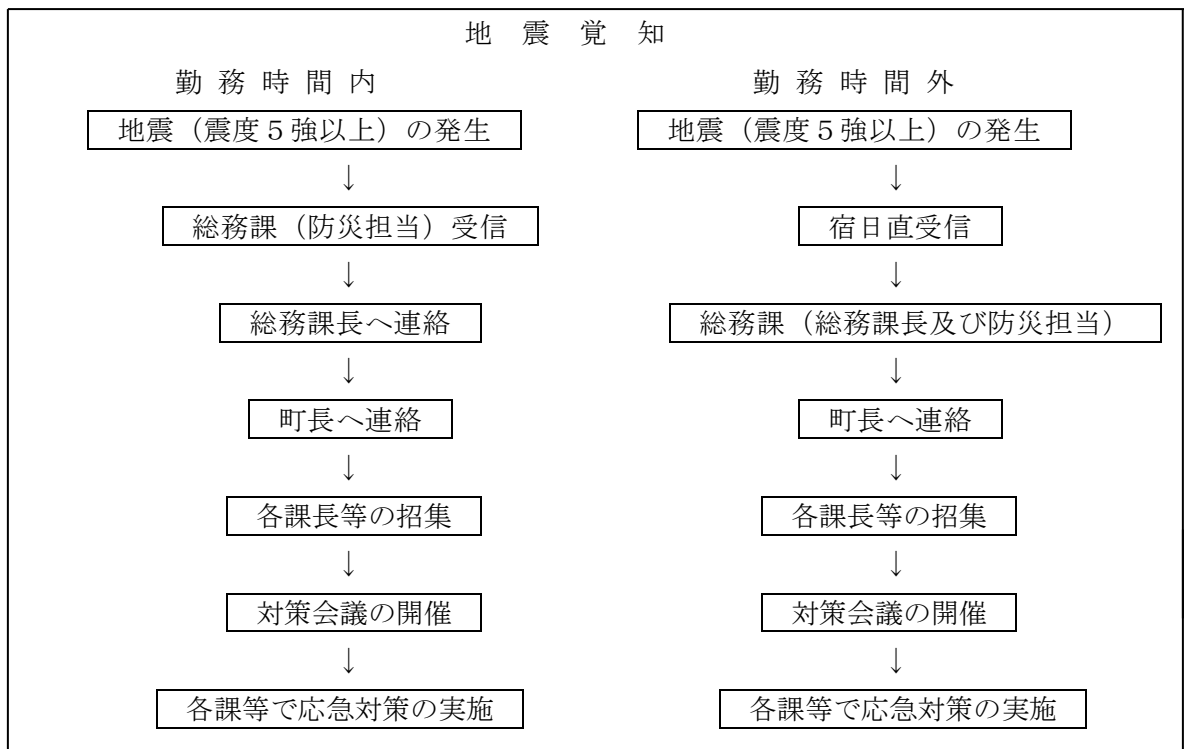 地　震　覚　知
勤 務 時 間 内
地震（震度５強以上）の発生
↓
総務課（防災担当）受信
↓
総務課長へ連絡
↓
町長へ連絡
↓
各課長等の招集
↓
対策会議の開催
↓
各課等で応急対策の実施
勤 務 時 間 外
地震（震度５強以上）の発生
↓
宿日直受信
↓
総務課（総務課長及び防災担当）
↓
町長へ連絡
↓
各課長等の招集
↓
対策会議の開催
↓
各課等で応急対策の実施